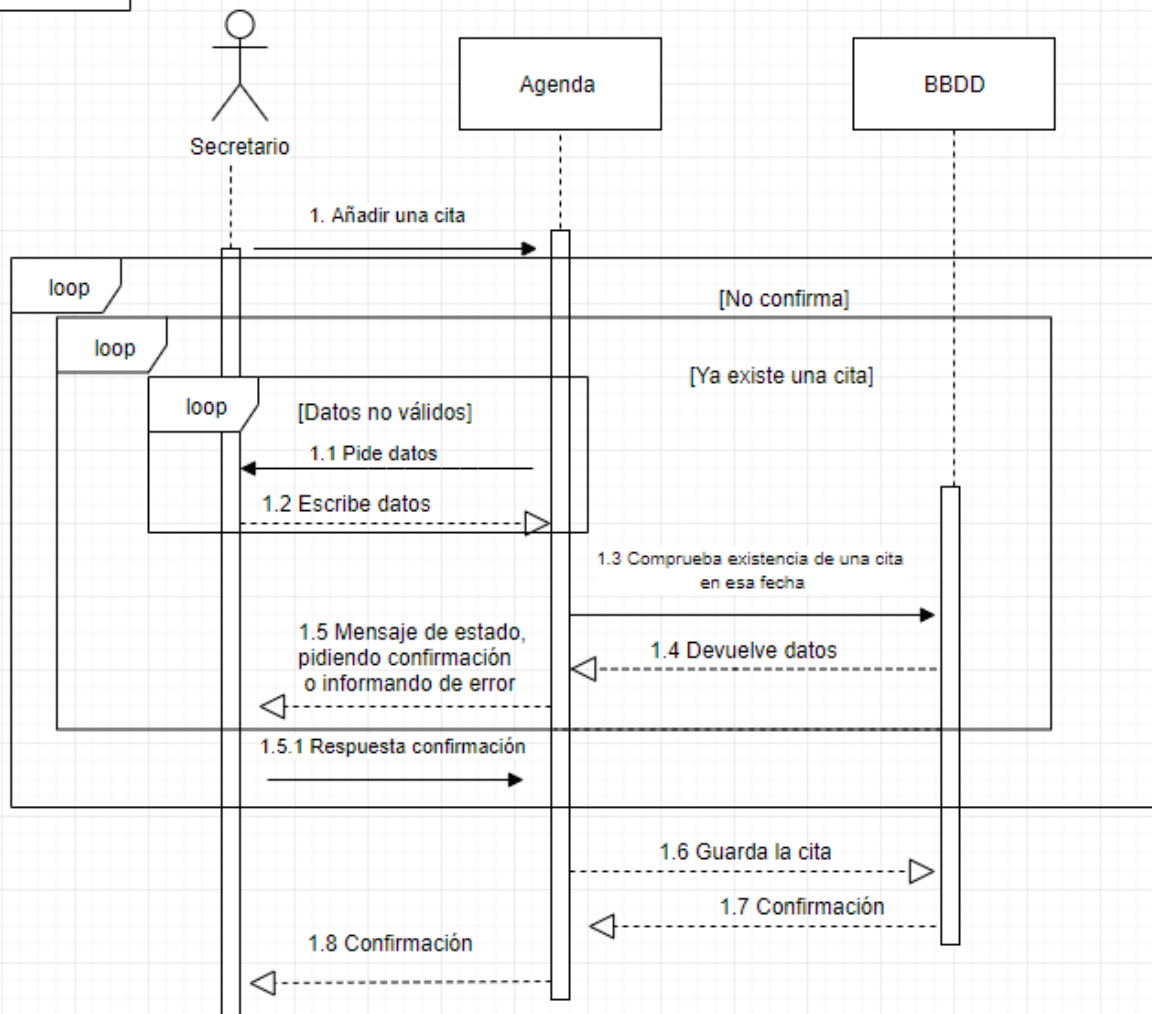 Secretario
Agenda
BBDD
1. Añadir una cita
loop
[No confirma]
loop
[Ya existe una cita]
loop
[Datos no válidos]
1.1 Pide datos
1.2 Escribe datos
1.3 Comprueba existencia de una cita
en esa fecha
1.4 Devuelve datos
1.5 Mensaje de estado,
pidiendo confirmación
o informando de error
1.5.1 Respuesta confirmación
1.6 Guarda la cita
1.7 Confirmación
1.8 Confirmación